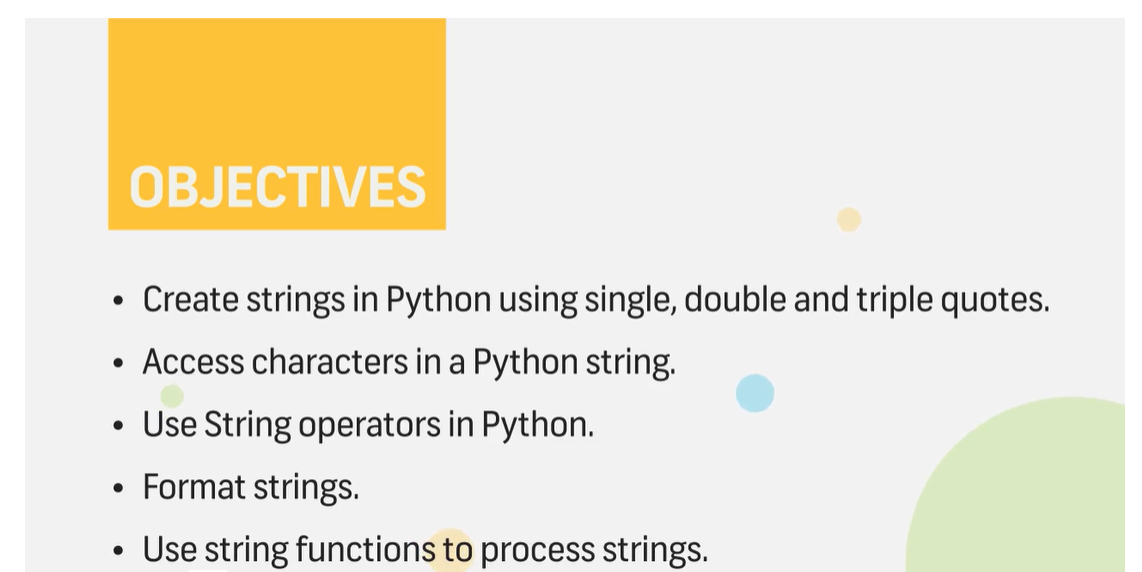 OBJECTIVES
• Create strings in Python using single, double and triple quotes.
• Access characters in a Python string.
• Use String operators in Python.
• Format strings.
• Use string functions to process strings.